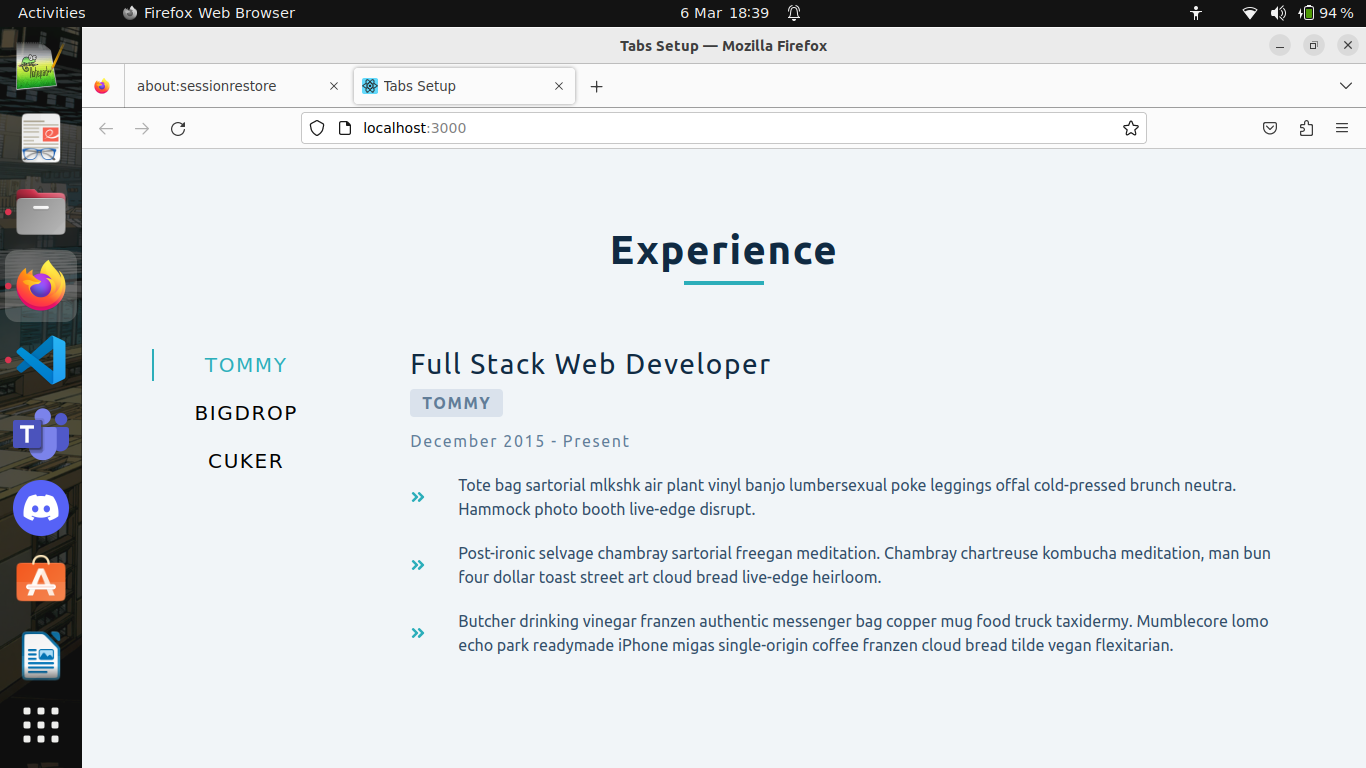 Activities Firefox Web Browser 6 Mar 18:39 94 %
Tabs Setup — Mozilla Firefox
about:sessionrestore Tabs Setup
localhost:3000
Experience
TOMMY
BIGDROP
CUKER
Full Stack Web Developer
TOMMY
December 2015 - Present
Tote bag sartorial mlkshk air plant vinyl banjo lumbersexual poke leggings offal cold-pressed brunch neutra.
Hammock photo booth live-edge disrupt.
Post-ironic selvage chambray sartorial freegan meditation. Chambray chartreuse kombucha meditation, man bun
four dollar toast street art cloud bread live-edge heirloom.
Butcher drinking vinegar franzen authentic messenger bag copper mug food truck taxidermy. Mumblecore lomo
echo park readymade iPhone migas single-origin coffee franzen cloud bread tilde vegan flexitarian.